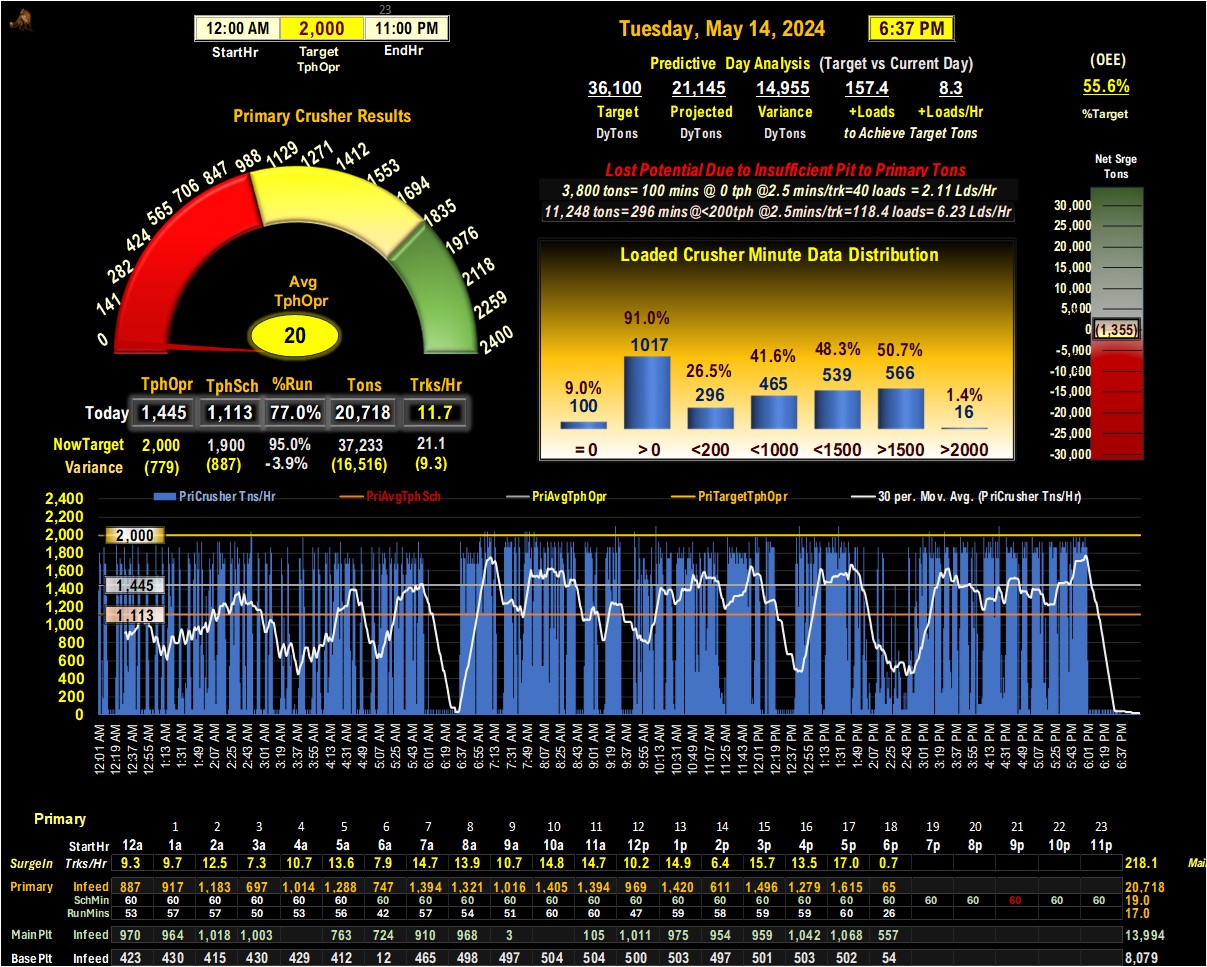 23
12:00 AM 2,000 11:00 PM
StartHr Target TphOpr EndHr
Tuesday, May 14, 2024 6:37 PM
Predictive Day Analysis (Target vs Current Day)
36,100 21,145 14,955 157.4 8.3
Target Projected Variance +Loads +Loads/Hr
DyTons DyTons DyTons to Achieve Target Tons
(OEE)
55.6%
%Target
Primary Crusher Results
0 141 282 424 565 706 847 988 1129 1271 1412 1553 1694 1835 1976 2118 2259 2400
Avg
TphOpr
20
Lost Potential Due to Insufficient Pit to Primary Tons
3,800 tons= 100 mins @ 0 tph @2.5 mins/trk=40 loads = 2.11 Lds/Hr
11,248 tons= 296 mins@<200tph @2.5mins/trk=118.4 loads= 6.23 Lds/Hr
Net Srge
Tons
30,000
25,000
20,000
15,000
10,000
5,000
0 (1,355)
-5,000
-10,000
-15,000
-20,000
-25,000
-30,000
Loaded Crusher Minute Data Distribution
9.0% 91.0% 26.5% 41.6% 48.3% 50.7% 1.4%
100 1017 296 465 539 566 16
= 0 > 0 <200 <1000 <1500 >1500 >2000
TphOpr TphSch %Run Tons Trks/Hr
Today 1,445 1,113 77.0% 20,718 11.7
NowTarget 2,000 1,900 95.0% 37,233 21.1
Variance (779) (887) -3.9% (16,516) (9.3)
PriCrusher Tns/Hr PriAvgTphSch PriAvgTphOpr PriTargetTphOpr 30 per. Mov. Avg. (PriCrusher Tns/Hr)
2,400
2,200
2,000 2,000
1,800
1,600
1,400 1,445
1,200 1,113
1,000
800
600
400
200
0
12:01 AM 12:19 AM 12:37 AM 12:55 AM 1:13 AM 1:31 AM 1:49 AM 2:07 AM 2:25 AM 2:43 AM 3:01 AM 3:19 AM 3:37 AM 3:55 AM 4:13 AM 4:31 AM 4:49 AM 5:07 AM 5:25 AM 5:43 AM 6:01 AM 6:19 AM 6:37 AM 6:55 AM 7:13 AM 7:31 AM 7:49 AM 8:07 AM 8:25 AM 8:43 AM 9:01 AM 9:19 AM 9:37 AM 9:55 AM 10:13 AM 10:31 AM 10:49 AM 11:07 AM 11:25 AM 11:43 AM 12:01 PM 12:19 PM 12:37 PM 12:55 PM 1:13 PM 1:31 PM 1:49 PM 2:07 PM 2:25 PM 2:43 PM 3:01 PM 3:19 PM 3:37 PM 3:55 PM 4:13 PM 4:31 PM 4:49 PM 5:07 PM 5:25 PM 5:43 PM 6:01 PM 6:19 PM 6:37 PM
Primary 1 2 3 4 5 6 7 8 9 10 11 12 13 14 15 16 17 18 19 20 21 22 23
StartHr 12a 1a 2a 3a 4a 5a 6a 7a 8a 9a 10a 11a 12p 1p 2p 3p 4p 5p 6p 7p 8p 9p 10p 11p
SurgeIn Trks/Hr 9.3 9.7 12.5 7.3 10.7 13.6 7.9 14.7 13.9 10.7 14.8 14.7 10.2 14.9 6.4 15.7 13.5 17.0 0.7 218.1
Primary Infeed 887 917 1,183 697 1,014 1,288 747 1,394 1,321 1,016 1,405 1,394 969 1,420 611 1,496 1,279 1,615 65 20,718
SchMin 60 60 60 60 60 60 60 60 60 60 60 60 60 60 60 60 60 60 60 60 60 60 60 60 19.0
RunMins 53 57 57 50 53 56 42 57 54 51 60 60 47 59 58 59 59 60 26 17.0
MainPlt Infeed 970 964 1,018 1,003 763 724 910 968 3 105 1,011 975 954 959 1,042 1,068 557 13,994
BasePlt Infeed 423 430 415 430 429 412 12 465 498 497 504 504 500 503 497 501 503 502 54 8,079